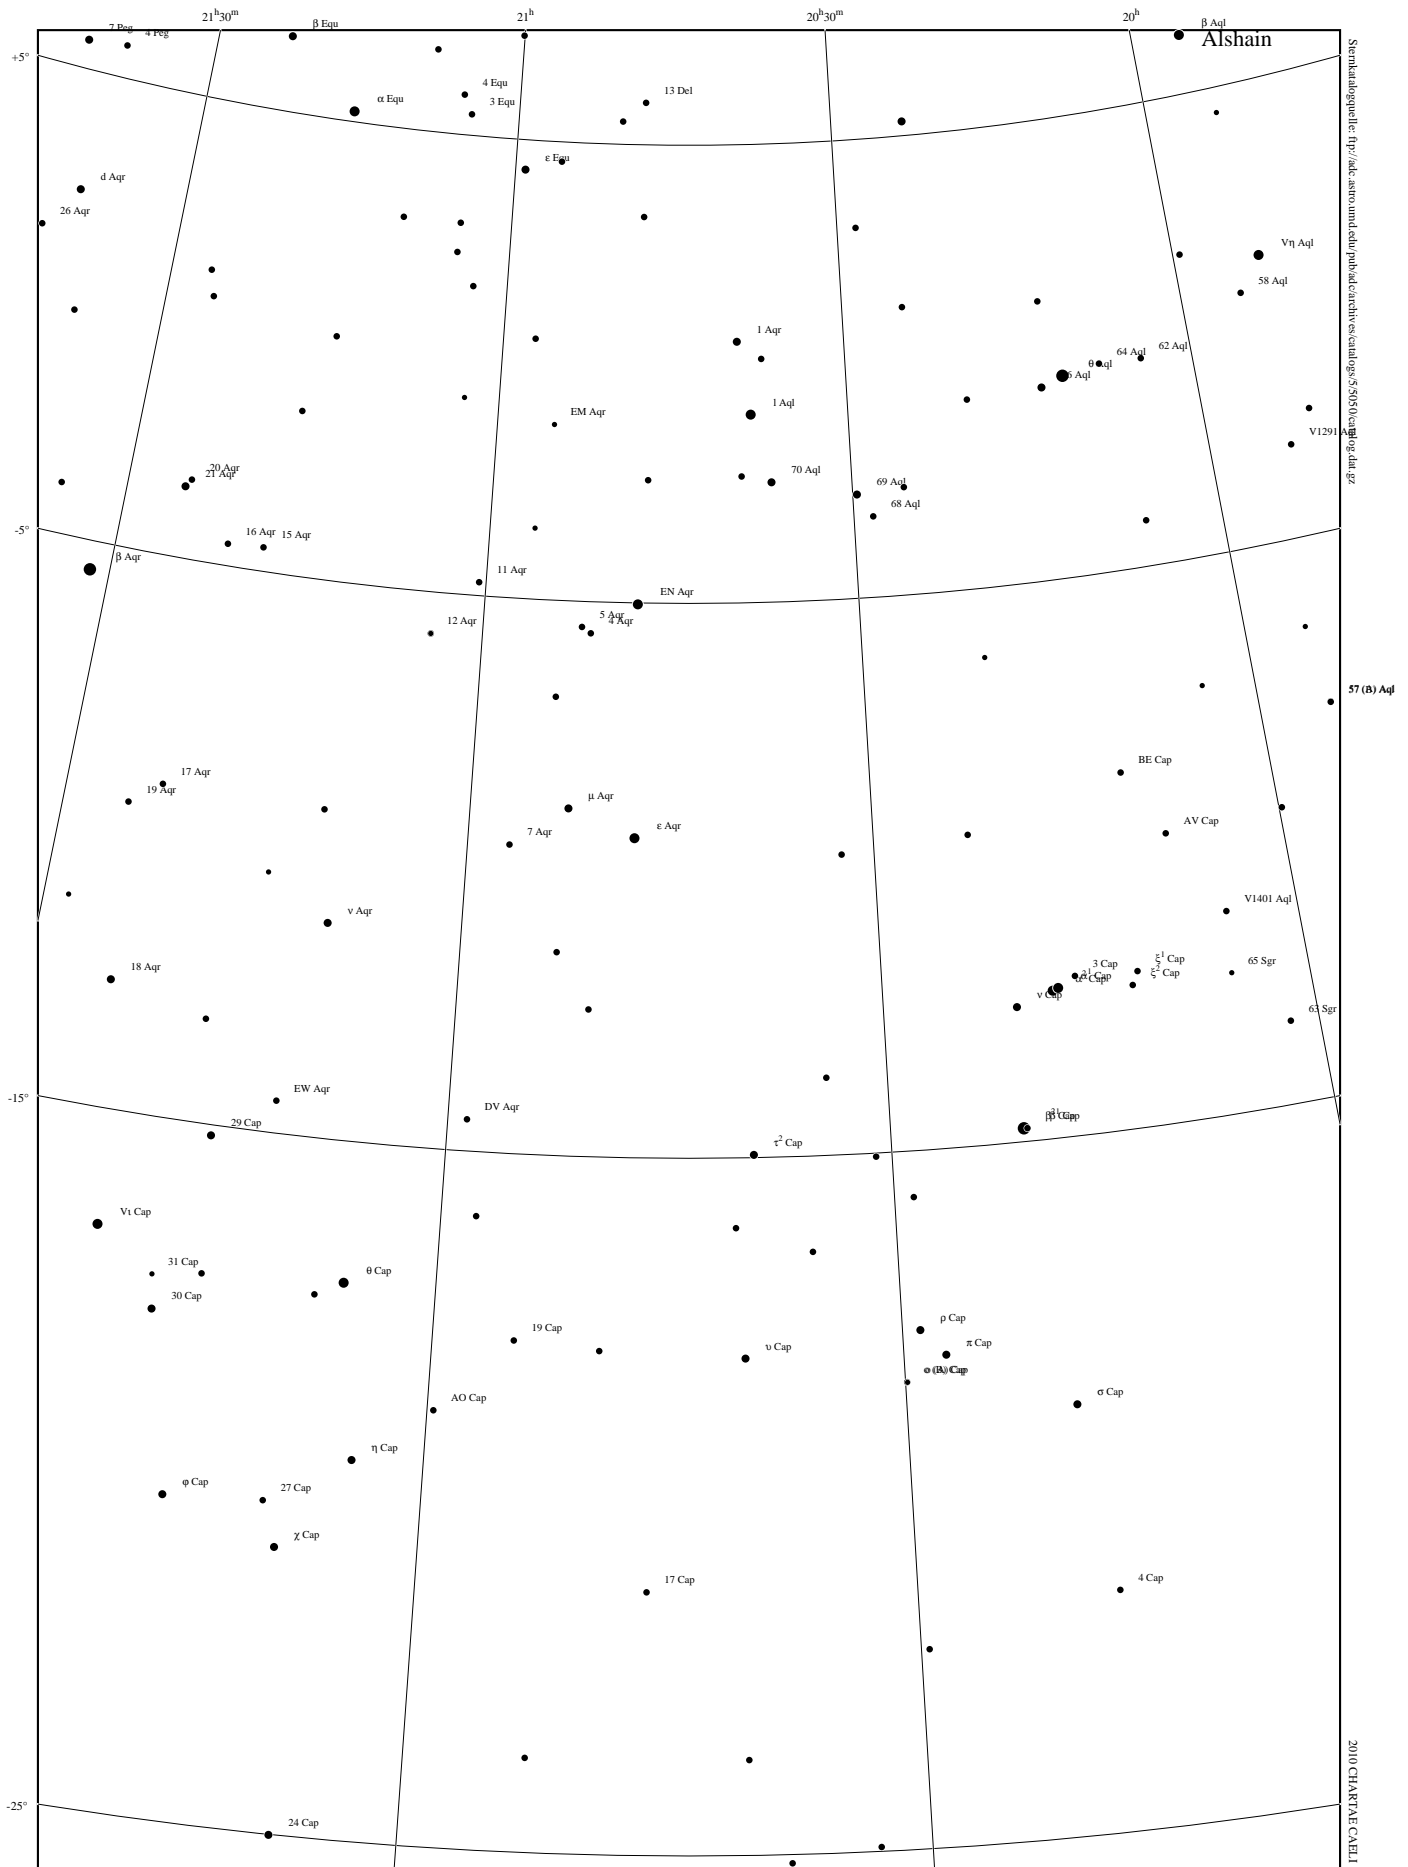 21h30m
21h
20h30m
20h
7 Peg
4 Peg
β Equ
β Aql
Alshain
+5°
4 Equ
α Equ
3 Equ
13 Del
ε Equ
d Aqr
26 Aqr
Vη Aql
58 Aql
1 Aqr
62 Aql
64 Aql
θ Aql
1 Aql
EM Aqr
V1291 Aql
20 Aqr
21 Aqr
70 Aql
69 Aql
68 Aql
-5°
16 Aqr
15 Aqr
β Aqr
11 Aqr
EN Aqr
5 Aqr
4 Aqr
12 Aqr
BE Cap
17 Aqr
19 Aqr
μ Aqr
AV Cap
7 Aqr
ε Aqr
V1401 Aql
ν Aqr
18 Aqr
3 Cap
ξ1 Cap
65 Sgr
ξ2 Cap
ν Cap
63 Sgr
-15°
EW Aqr
DV Aqr
29 Cap
τ2 Cap
Vι Cap
31 Cap
θ Cap
30 Cap
19 Cap
ρ Cap
π Cap
υ Cap
AO Cap
σ Cap
η Cap
φ Cap
27 Cap
χ Cap
17 Cap
4 Cap
-25°
24 Cap
Sternkatalogquelle: ftp://adc.astro.umd.edu/pub/adc/archives/catalogs/5/5050/catalog.dat.gz
2010 CHARTAE CAELI